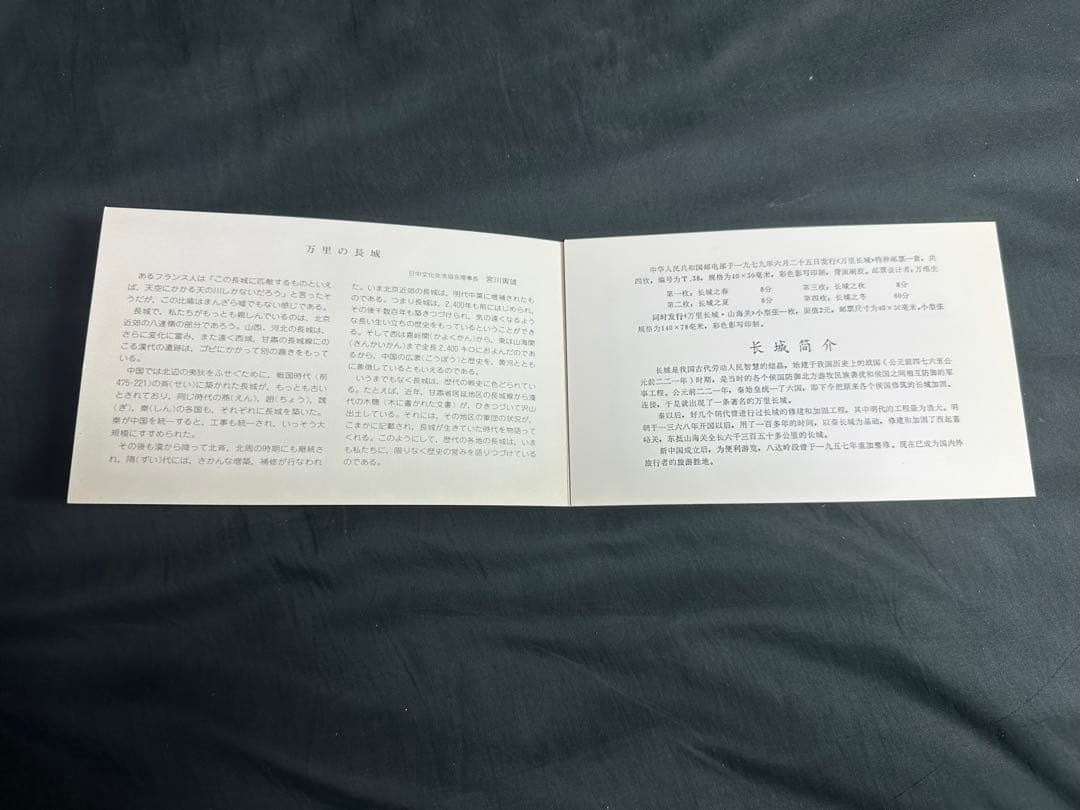 万里の長城
日中文化交流協会理事長 宮川寅雄
あるフランス人は「この長城に匹敵するものといえ
ば、天空にかかる天の川しかないだろう」と言ったそ
うだが、この比喩はまんざら嘘でもない感じである。
長城で、私たちがもっとも親しんでいるのは、北京
近郊の八達嶺の部分であろう。山西、河北の長城は、
さらに変化に富み、また遠く西域、甘粛の長城線にの
こる漢代の遺跡は、ゴビにかかって別の趣きをもって
いる。
中国では北辺の夷狄をふせぐために、戦国時代(前
475-221)の斉(せい)に築かれた長城が、もっとも古い
とされており、同じ時代の燕(えん)、趙(ちょう)、魏
(ぎ)、秦(しん)の各国も、それぞれに長城を築いた。
秦が中国を統一すると、工事も統一され、いっそう大
規模にすすめられた。
その後も漢から降って北斉、北周の時期にも継続さ
れ、隋(ずい)代には、さかんな増築、補修が行なわれ
た。いま北京近郊の長城は、明代中葉に増補されたも
のである。つまり長城は、2,400年も前にはじめられ、
その後千数百年も築きつづけられ、気の遠くなるよう
な長い生い立ちの歴史をもっているということができ
る。そして西は嘉峪関(かよくかん)から、東は山海関
(さんかいかん)まで全長2,400キロにおよんだのであ
るから、中国の広袤(こうぼう)と歴史を、黄河ととも
に象徴しているともいえるのである。
いうまでもなく長城は、歴代の戦史に色どられてい
る。たとえば、近年、甘粛省居延地区の長城線から漢
代の木簡(木に書かれた文書)が、ひきつづいて沢山
出土している。それには、その地区の軍団の状況が、
こまかに記載され、長城が生きていた時代を物語って
くれる。このようにして、歴代の各地の長城は、いま
も私たちに、限りなく歴史の営みを語りつづけている
のである。
中华人民共和国邮电部于一九七九年六月二十五日发行《万里长城》特种邮票一套，共
四枚，编号为T.38，规格为40×30毫米，彩色影写印制，背面刷胶。邮票设计者：万维生
第一枚：长城之春 8分 第三枚：长城之秋 8分
第二枚：长城之夏 8分 第四枚：长城之冬 60分
同时发行《万里长城·山海关》小型张一枚，面值2元，邮票尺寸为40×30毫米，小型张
规格为140×78毫米，彩色影写印制。
长城简介
长城是我国古代劳动人民智慧的结晶，始建于我国历史上的战国（公元前四七六至公
元前二二一年）时期，是当时的各个侯国防御北方游牧民族袭扰和侯国之间相互防御的军
事工程。公元前二二一年，秦始皇统一了六国，即下令把原来各个侯国修筑的长城加固、
连接，于是就出现了一条著名的万里长城。
秦以后，好几个朝代曾进行过长城的修建和加固工程，其中明代的工程最为浩大。明
朝于一三六八年开国以后，用了一百多年的时间，以秦长城为基础，修建和加固了西起嘉
峪关，东抵山海关全长六千三百五十多公里的长城。
新中国成立后，为便利游览，八达岭段曾于一九五七年重加整修。现在已成为国内外
旅行者的旅游胜地。